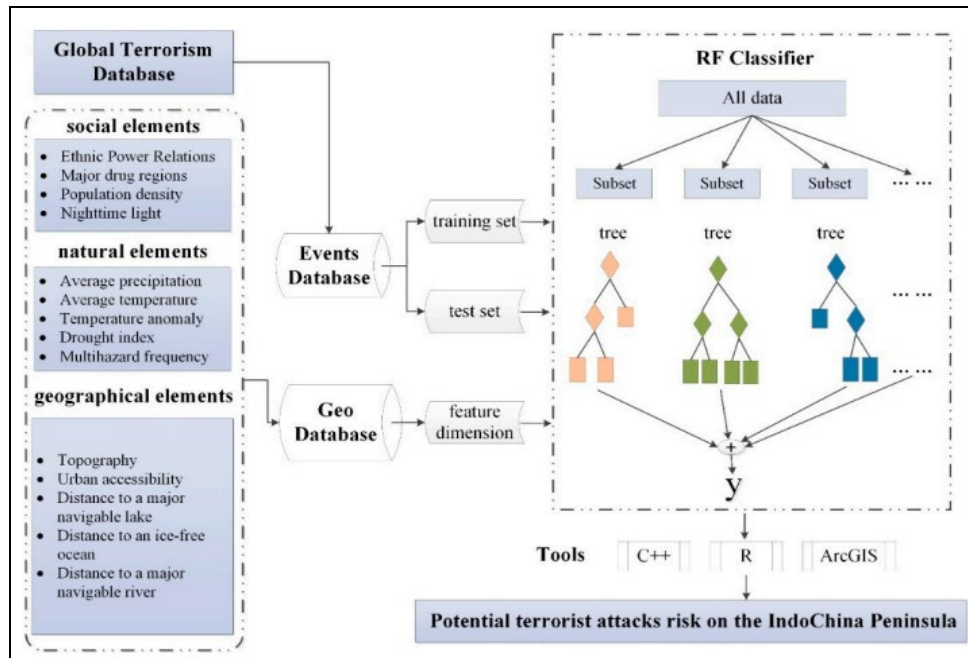 Global Terrorism
Database
social elements
• Ethnic Power Relations
• Major drug regions
• Population density
• Nighttime light
natural elements
• Average precipitation
• Average temperature
• Temperature anomaly
• Drought index
• Multihazard frequency
geographical elements
• Topography
• Urban accessibility
• Distance to a major
navigable lake
• Distance to an ice-free
ocean
• Distance to a major
navigable river
Events
Database
Geo
Database
training set
test set
feature
dimension
RF Classifier
All data
Subset Subset Subset ... ...
tree tree tree
... ...
... ...
+
y
Tools C++ R ArcGIS
Potential terrorist attacks risk on the IndoChina Peninsula